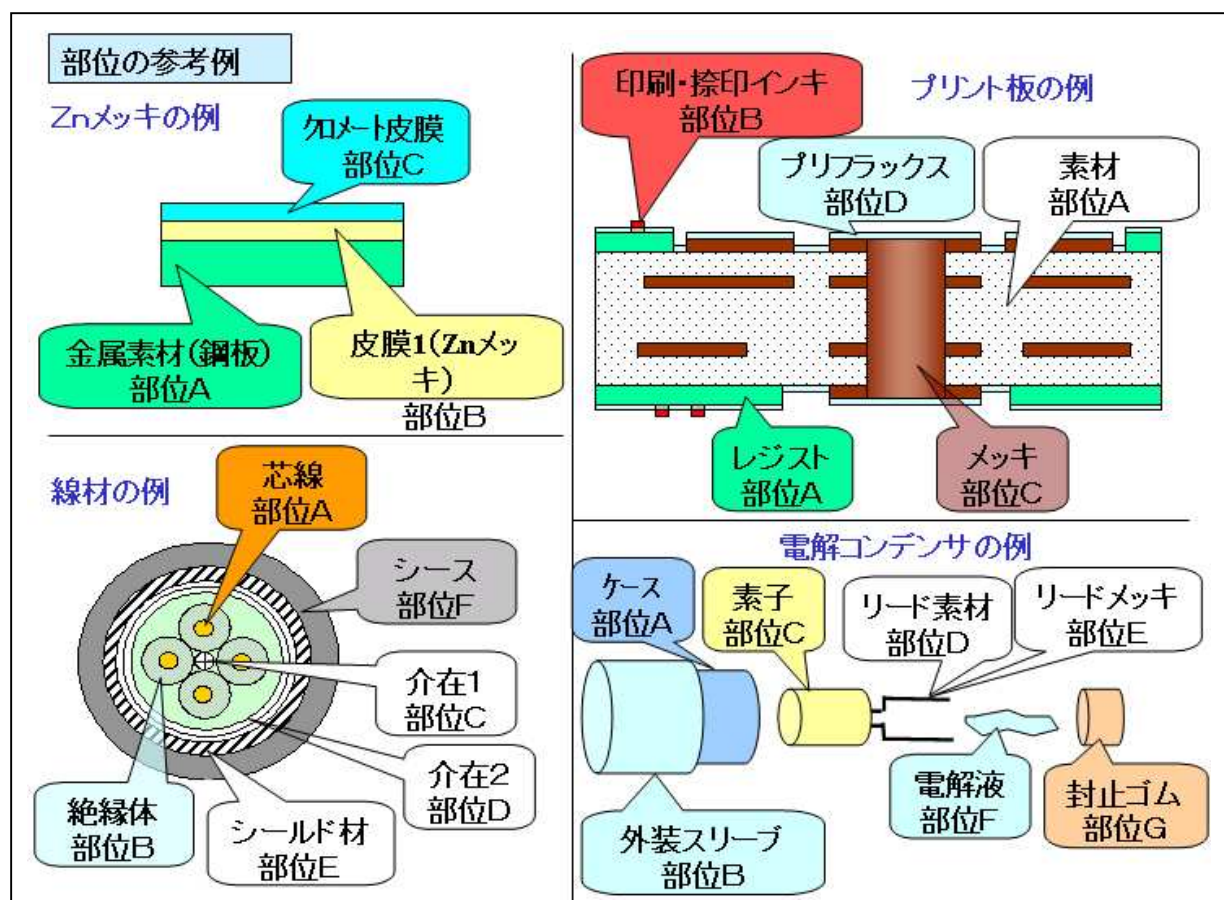 部位の参考例
Znメッキの例
クロメート皮膜
部位C
金属素材(鋼板)
部位A
皮膜1(Znメッ
キ)
部位B
プリント板の例
印刷・捺印インキ
部位B
プリフラックス
部位D
素材
部位A
レジスト
部位A
メッキ
部位C
線材の例
芯線
部位A
シース
部位F
介在1
部位C
介在2
部位D
絶縁体
部位B
シールド材
部位E
電解コンデンサの例
ケース
部位A
素子
部位C
リード素材
部位D
リードメッキ
部位E
外装スリーブ
部位B
電解液
部位F
封止ゴム
部位G